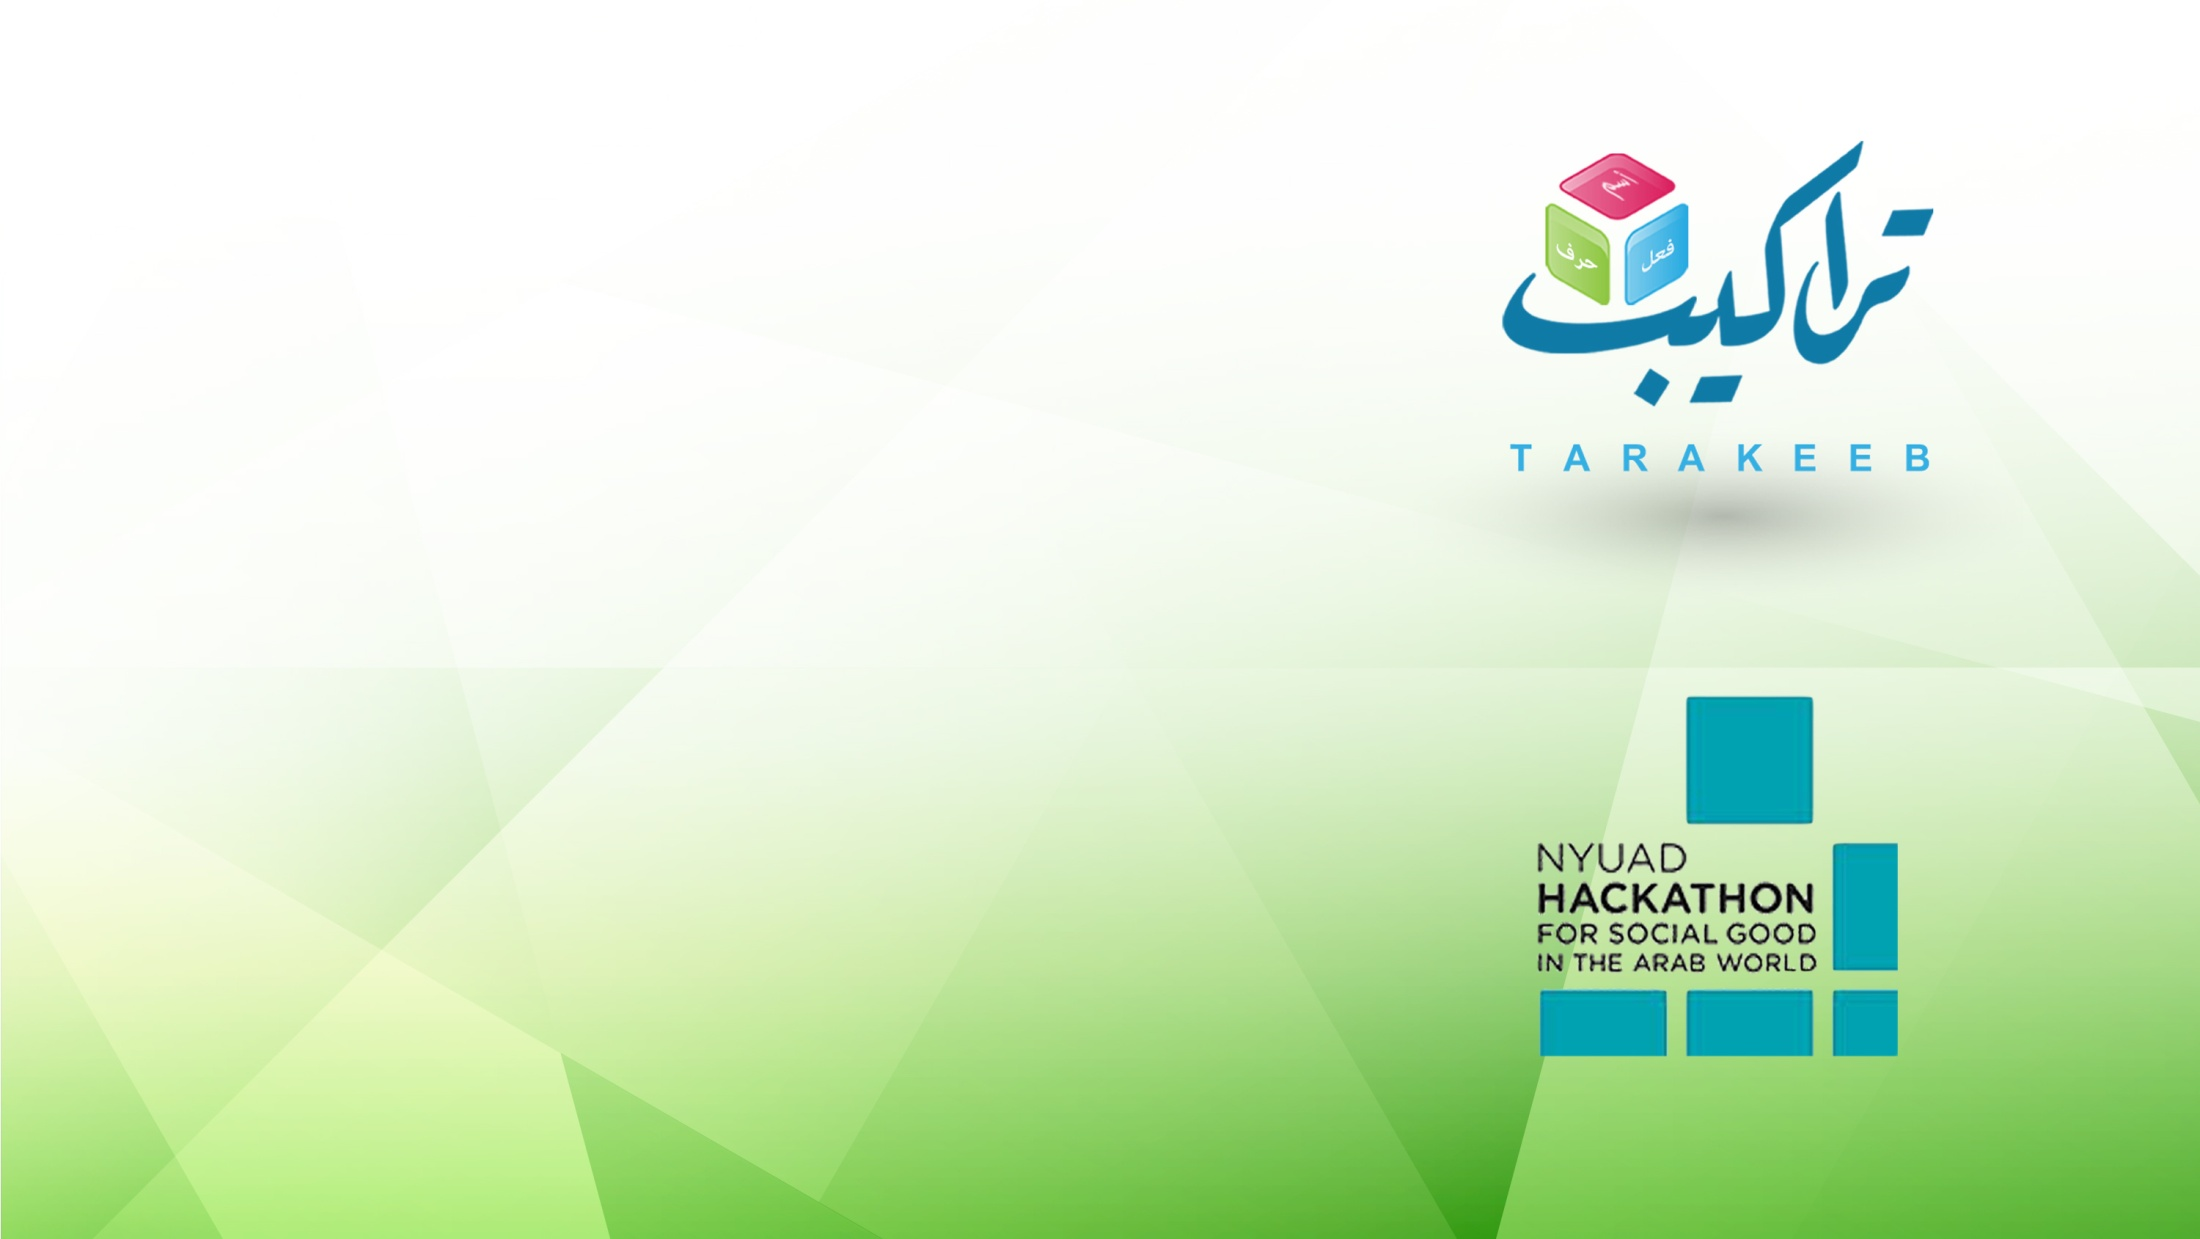 اسم
حرف
فعل
تراكيب
TARAKEEB
NYUAD
HACKATHON
FOR SOCIAL GOOD
IN THE ARAB WORLD